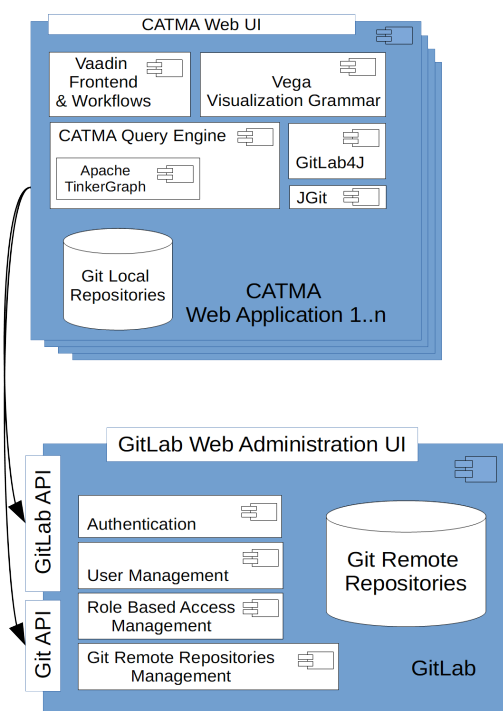 CATMA Web UI
Vaadin
Frontend
& Workflows
Vega
Visualization Grammar
CATMA Query Engine
Apache
TinkerGraph
GitLab4J
JGit
Git Local
Repositories
CATMA
Web Application 1..n
GitLab Web Administration UI
GitLab API
Git API
Authentication
User Management
Role Based Access
Management
Git Remote Repositories
Management
Git Remote
Repositories
GitLab